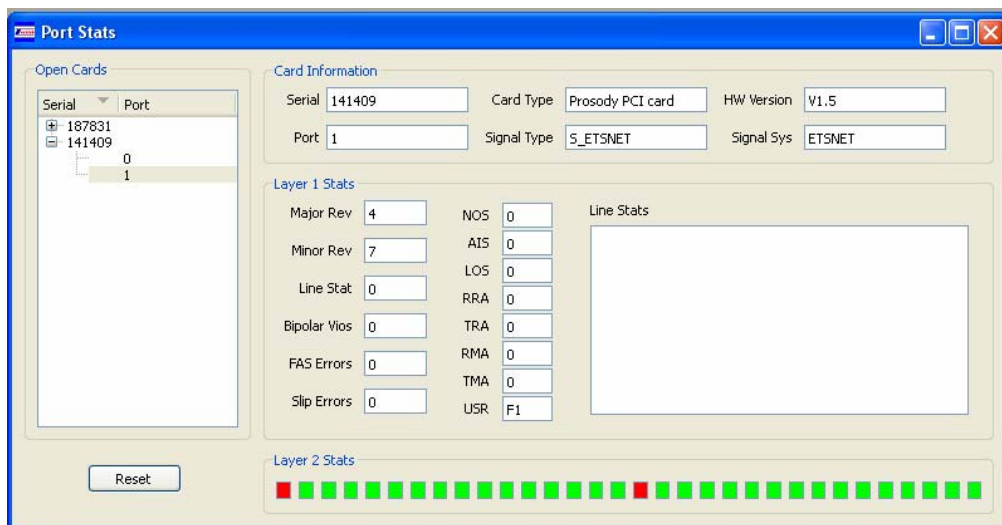 Port Stats
Open Cards
Serial Port
187831
141409
0
1
Reset
Card Information
Serial 141409 Card Type Prosody PCI card HW Version V1.5
Port 1 Signal Type S_ETSNET Signal Sys ETSNET
Layer 1 Stats
Major Rev 4
Minor Rev 7
Line Stat 0
Bipolar Vios 0
FAS Errors 0
Slip Errors 0
NOS 0
AIS 0
LOS 0
RRA 0
TRA 0
RMA 0
TMA 0
USR F1
Line Stats
Layer 2 Stats